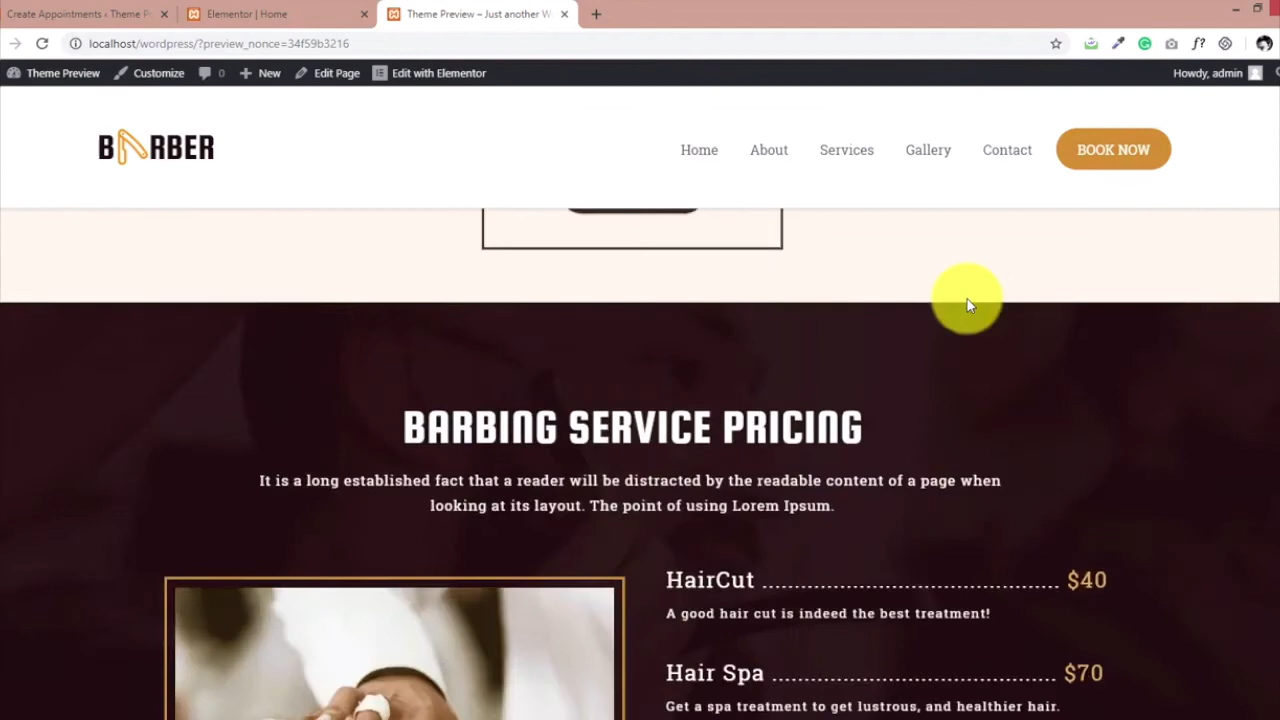 Create Appointments ‹ Theme P
Elementor | Home
Theme Preview – Just another W
localhost/wordpress/?preview_nonce=34f59b3216
f?
Theme Preview
Customize
0
New
Edit Page
Edit with Elementor
Howdy, admin
BARBER
Home
About
Services
Gallery
Contact
BOOK NOW
BARBING SERVICE PRICING
It is a long established fact that a reader will be distracted by the readable content of a page when
looking at its layout. The point of using Lorem Ipsum.
HairCut ........................................... $40
A good hair cut is indeed the best treatment!
Hair Spa ......................................... $70
Get a spa treatment to get lustrous, and healthier hair.